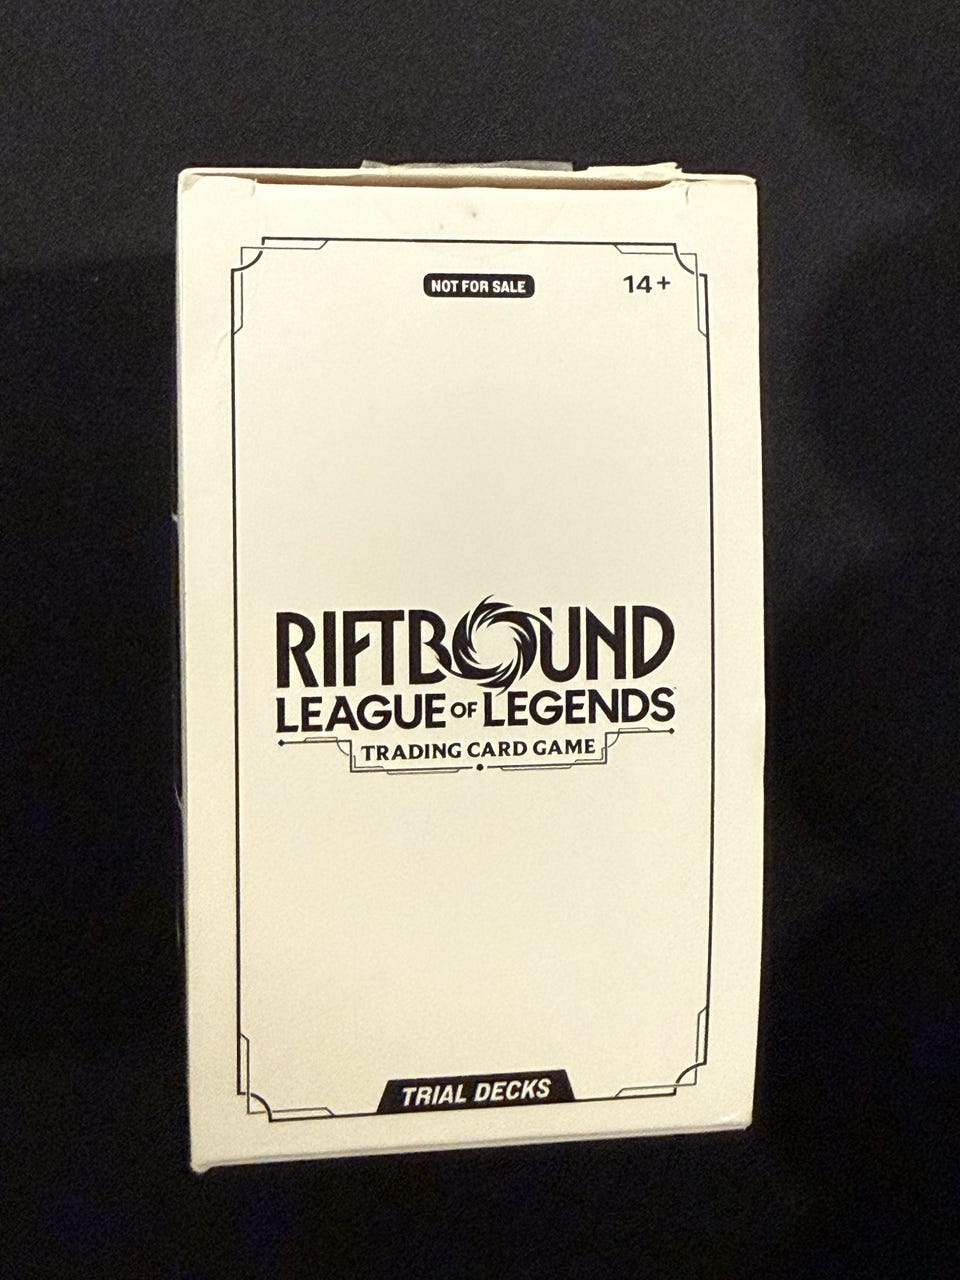 NOT FOR SALE
14+
RIFTBOUND
LEAGUE OF LEGENDS
TRADING CARD GAME
TRIAL DECKS